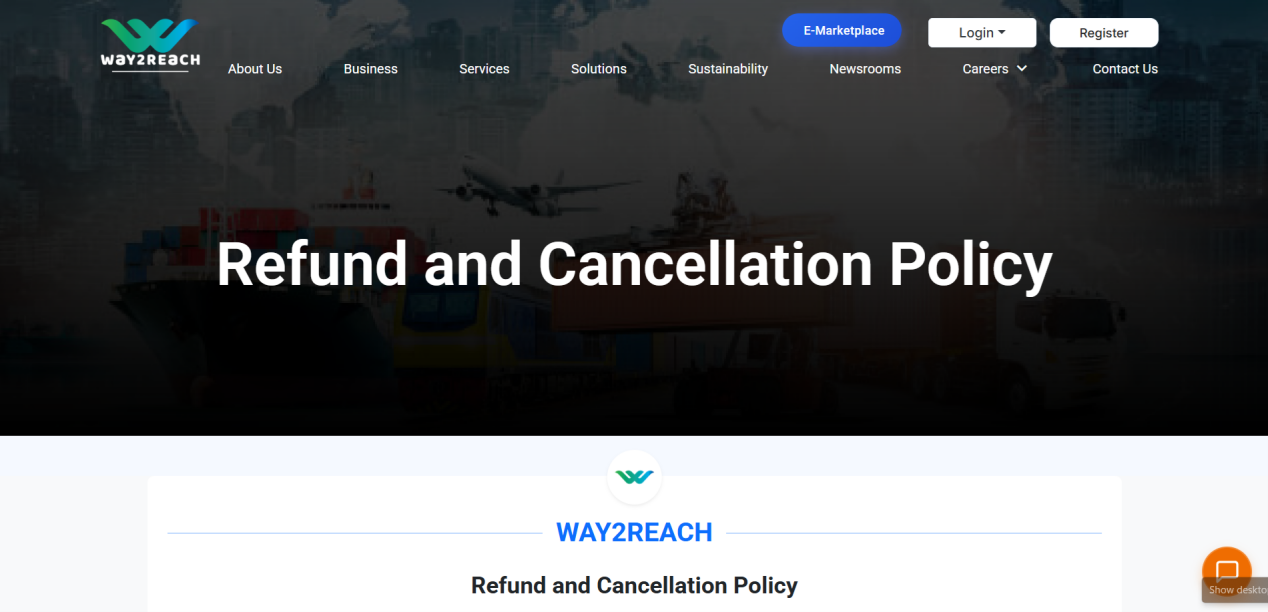 E-Marketplace
Login
Register
WAY2REACH
About Us
Business
Services
Solutions
Sustainability
Newsrooms
Careers
Contact Us
Refund and Cancellation Policy
WAY2REACH
Refund and Cancellation Policy
Show deskto